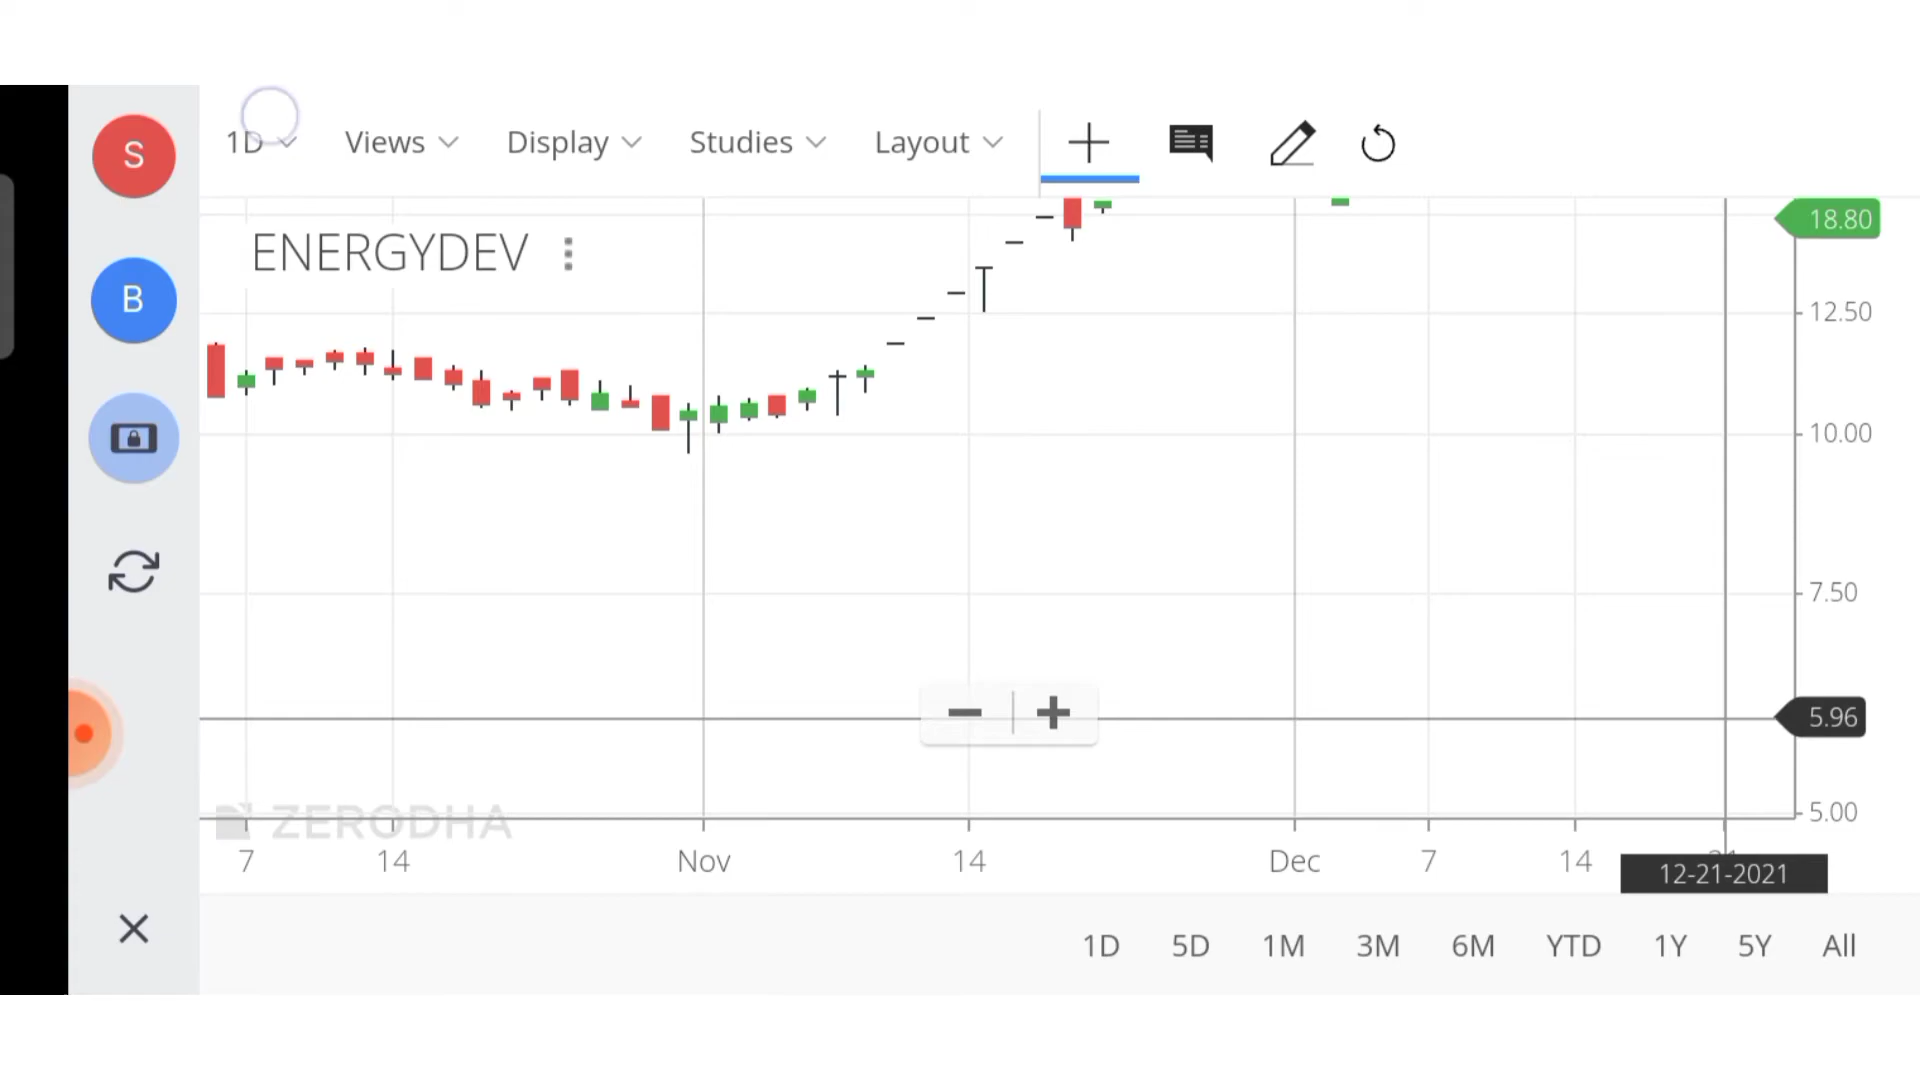 S
1D Views Display Studies Layout
18.80
ENERGYDEV
B
12.50
10.00
7.50
5.96
5.00
ZERODHA
7 14 Nov 14 Dec 7 14
12-21-2021
1D 5D 1M 3M 6M YTD 1Y 5Y All